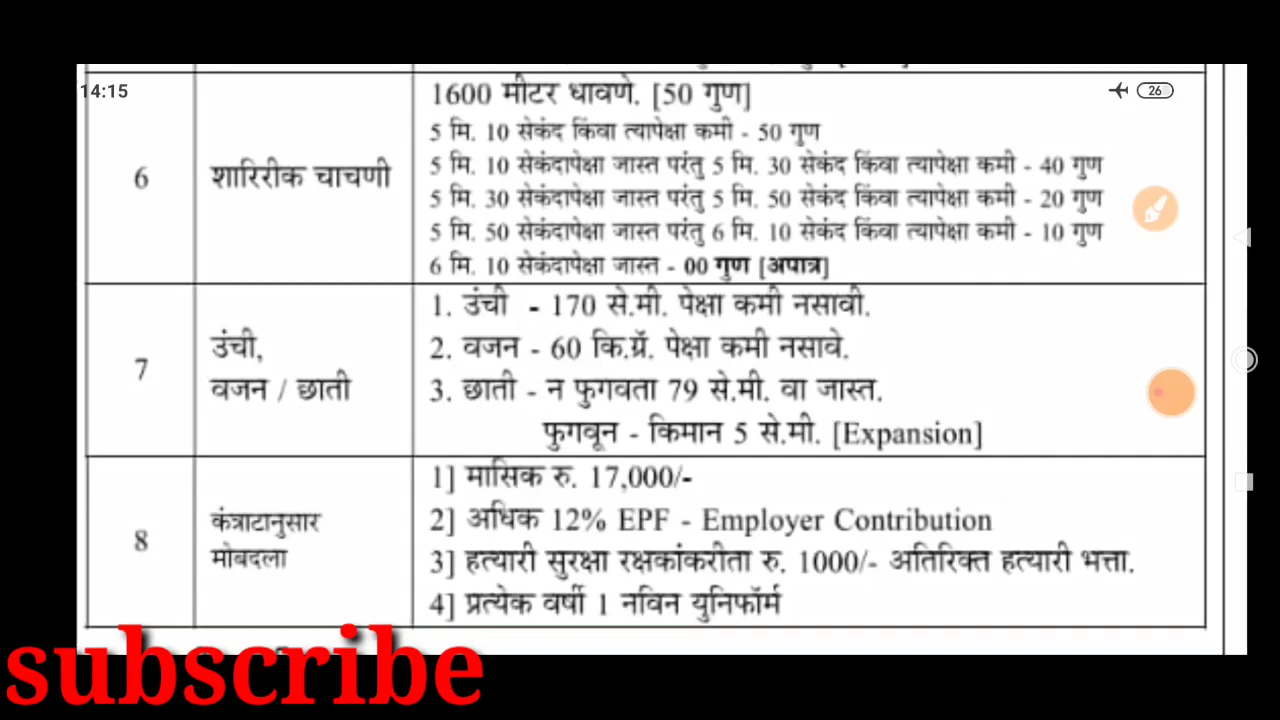 14:15
26
1600 मीटर धावणे. [50 गुण]
5 मि. 10 सेकंद किंवा त्यापेक्षा कमी - 50 गुण
6 शारिरीक चाचणी
5 मि. 10 सेकंदापेक्षा जास्त परंतु 5 मि. 30 सेकंद किंवा त्यापेक्षा कमी - 40 गुण
5 मि. 30 सेकंदापेक्षा जास्त परंतु 5 मि. 50 सेकंद किंवा त्यापेक्षा कमी - 20 गुण
5 मि. 50 सेकंदापेक्षा जास्त परंतु 6 मि. 10 सेकंद किंवा त्यापेक्षा कमी - 10 गुण
6 मि. 10 सेकंदापेक्षा जास्त - 00 गुण [अपात्र]
7
उंची,
वजन / छाती
1. उंची - 170 से.मी. पेक्षा कमी नसावी.
2. वजन - 60 कि.ग्रॅ. पेक्षा कमी नसावे.
3. छाती - न फुगवता 79 से.मी. वा जास्त.
फुगवून - किमान 5 से.मी. [Expansion]
8
कंत्राटानुसार
मोबदला
1] मासिक रु. 17,000/-
2] अधिक 12% EPF - Employer Contribution
3] हत्यारी सुरक्षा रक्षकांकरीता रु. 1000/- अतिरिक्त हत्यारी भत्ता.
4] प्रत्येक वर्षी 1 नविन युनिफॉर्म
subscribe